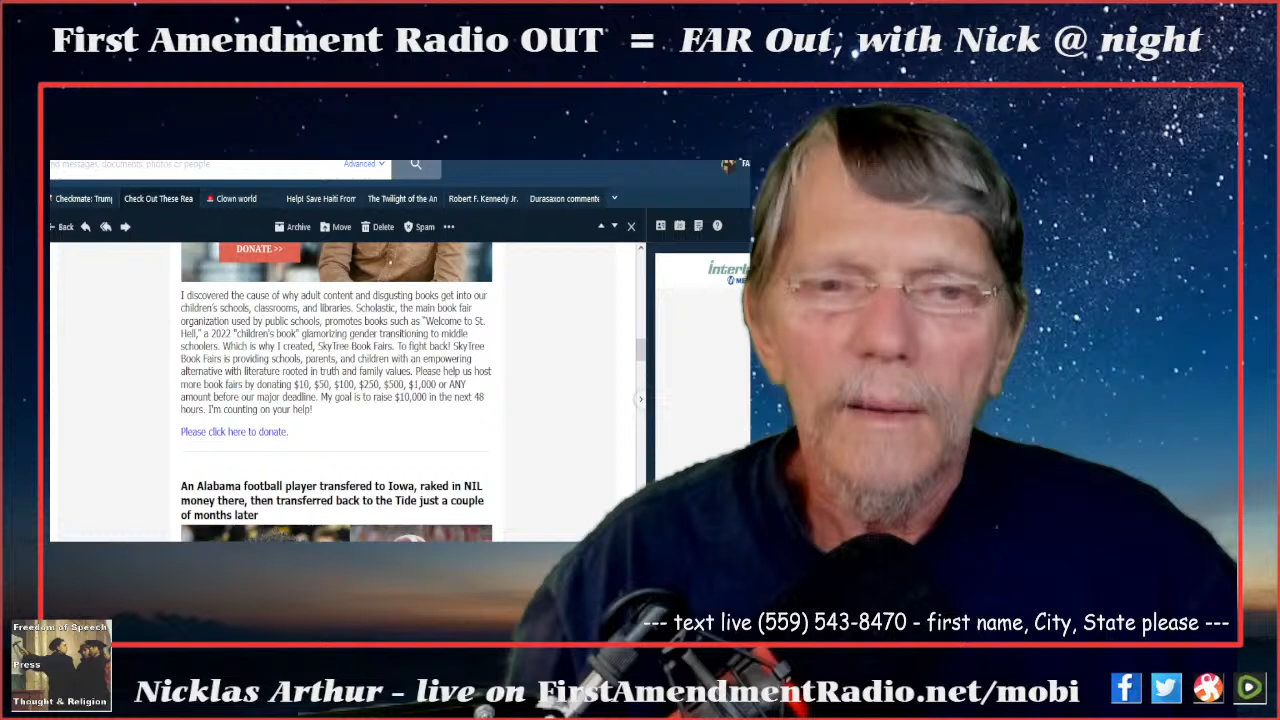 First Amendment Radio OUT = FAR Out, with Nick @ night
messages, documents, photos or people
Advanced
FA
Checkmate: Trump
Check Out These Rea
Clown world
Help! Save Haiti From
The Twilight of the An
Robert F. Kennedy Jr.
Durasaxon comments
Back
Archive
Move
Delete
Spam
DONATE >>
I discovered the cause of why adult content and disgusting books get into our
children's schools, classrooms, and libraries. Scholastic, the main book fair
organization used by public schools, promotes books such as "Welcome to St.
Hell," a 2022 "children's book" glamorizing gender transitioning to middle
schoolers. Which is why I created, SkyTree Book Fairs. To fight back! SkyTree
Book Fairs is providing schools, parents, and children with an empowering
alternative with literature rooted in truth and family values. Please help us host
more book fairs by donating $10, $50, $100, $250, $500, $1,000 or ANY
amount before our major deadline. My goal is to raise $10,000 in the next 48
hours. I'm counting on your help!
Please click here to donate.
An Alabama football player transfered to Iowa, raked in NIL
money there, then transferred back to the Tide just a couple
of months later
--- text live (559) 543-8470 - first name, City, State please ---
Freedom of Speech
Press
Thought & Religion
Nicklas Arthur - live on FirstAmendmentRadio.net/mobi